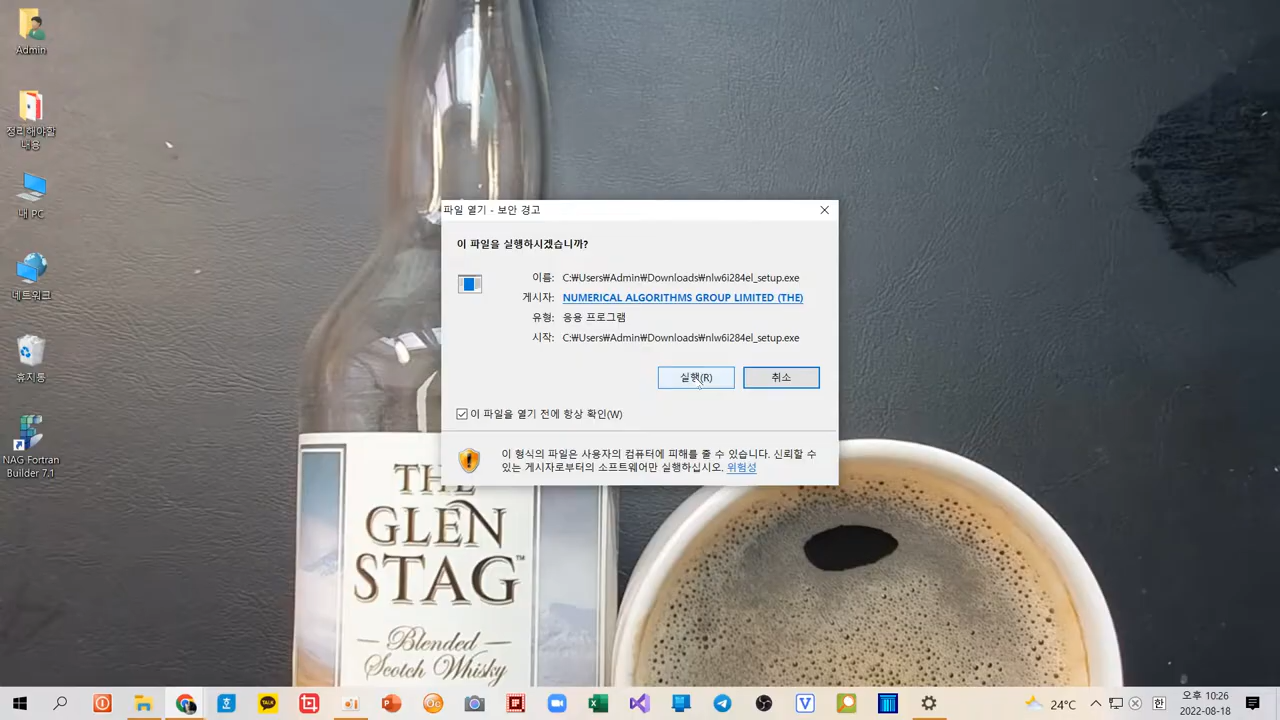 Admin
정리해야할
내용
내 PC
네트워크
휴지통
NAG Fortran
Builder 7.1
파일 열기 - 보안 경고
이 파일을 실행하시겠습니까?
이름: C:₩Users₩Admin₩Downloads₩nlw6i284el_setup.exe
게시자: NUMERICAL ALGORITHMS GROUP LIMITED (THE)
유형: 응용 프로그램
시작: C:₩Users₩Admin₩Downloads₩nlw6i284el_setup.exe
실행(R) 취소
이 파일을 열기 전에 항상 확인(W)
이 형식의 파일은 사용자의 컴퓨터에 피해를 줄 수 있습니다. 신뢰할 수
있는 게시자로부터의 소프트웨어만 실행하십시오. 위험성
THE
GLEN
STAG™
Blended
Scotch Whisky
TALK
24℃
한
오후 10:26
2022-08-18